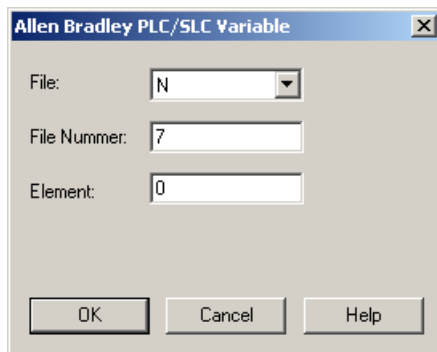 Allen Bradley PLC/SLC Variable
File: N
File Nummer: 7
Element: 0
OK Cancel Help